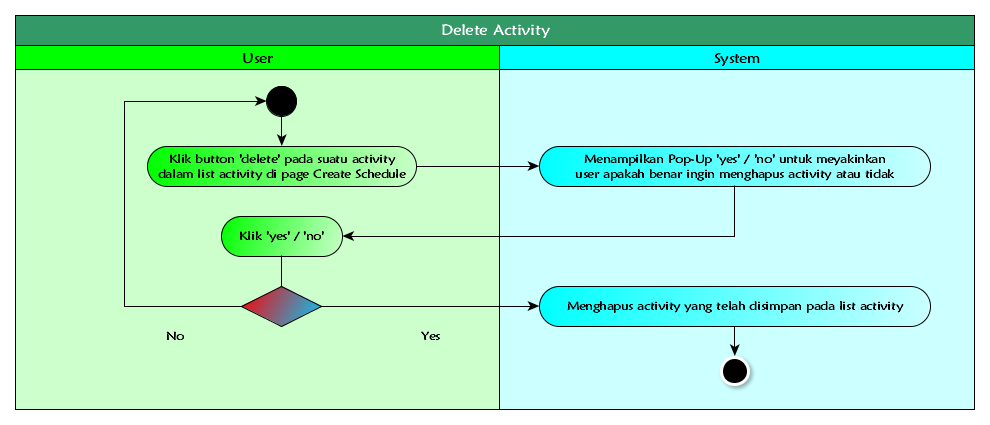 Delete Activity
User
System
Klik button 'delete' pada suatu activity
dalam list activity di page Create Schedule
Menampilkan Pop-Up 'yes' / 'no' untuk meyakinkan
user apakah benar ingin menghapus activity atau tidak
Klik 'yes' / 'no'
Menghapus activity yang telah disimpan pada list activity
No
Yes